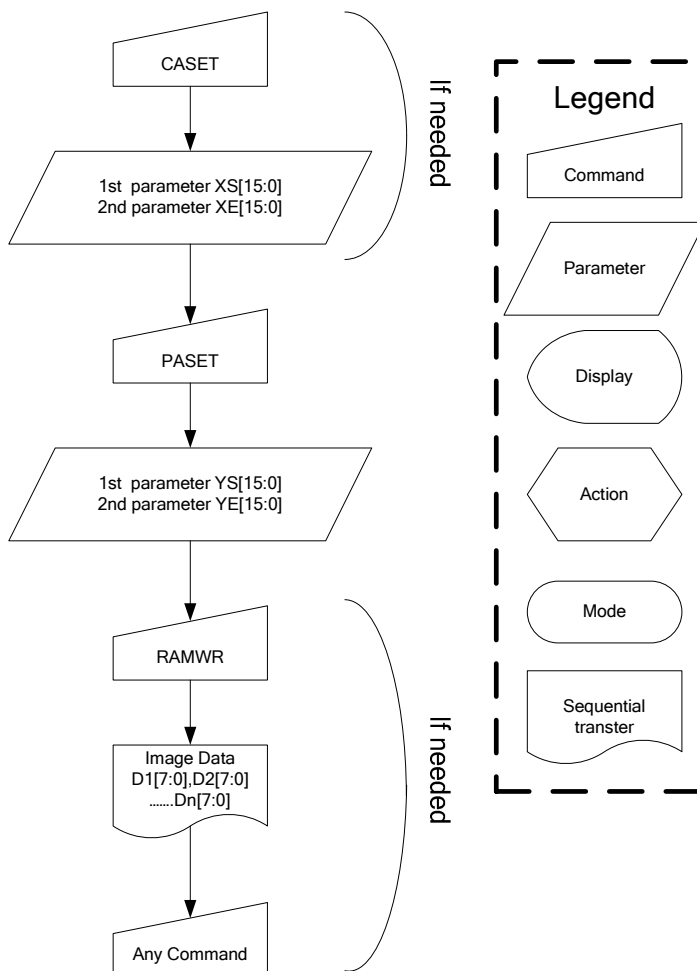 CASET
1st  parameter XS[15:0]
2nd parameter XE[15:0]
If needed
PASET
1st  parameter YS[15:0]
2nd parameter YE[15:0]
RAMWR
Image Data
D1[7:0],D2[7:0]
.......Dn[7:0]
Any Command
If needed
Legend
Command
Parameter
Display
Action
Mode
Sequential
transter